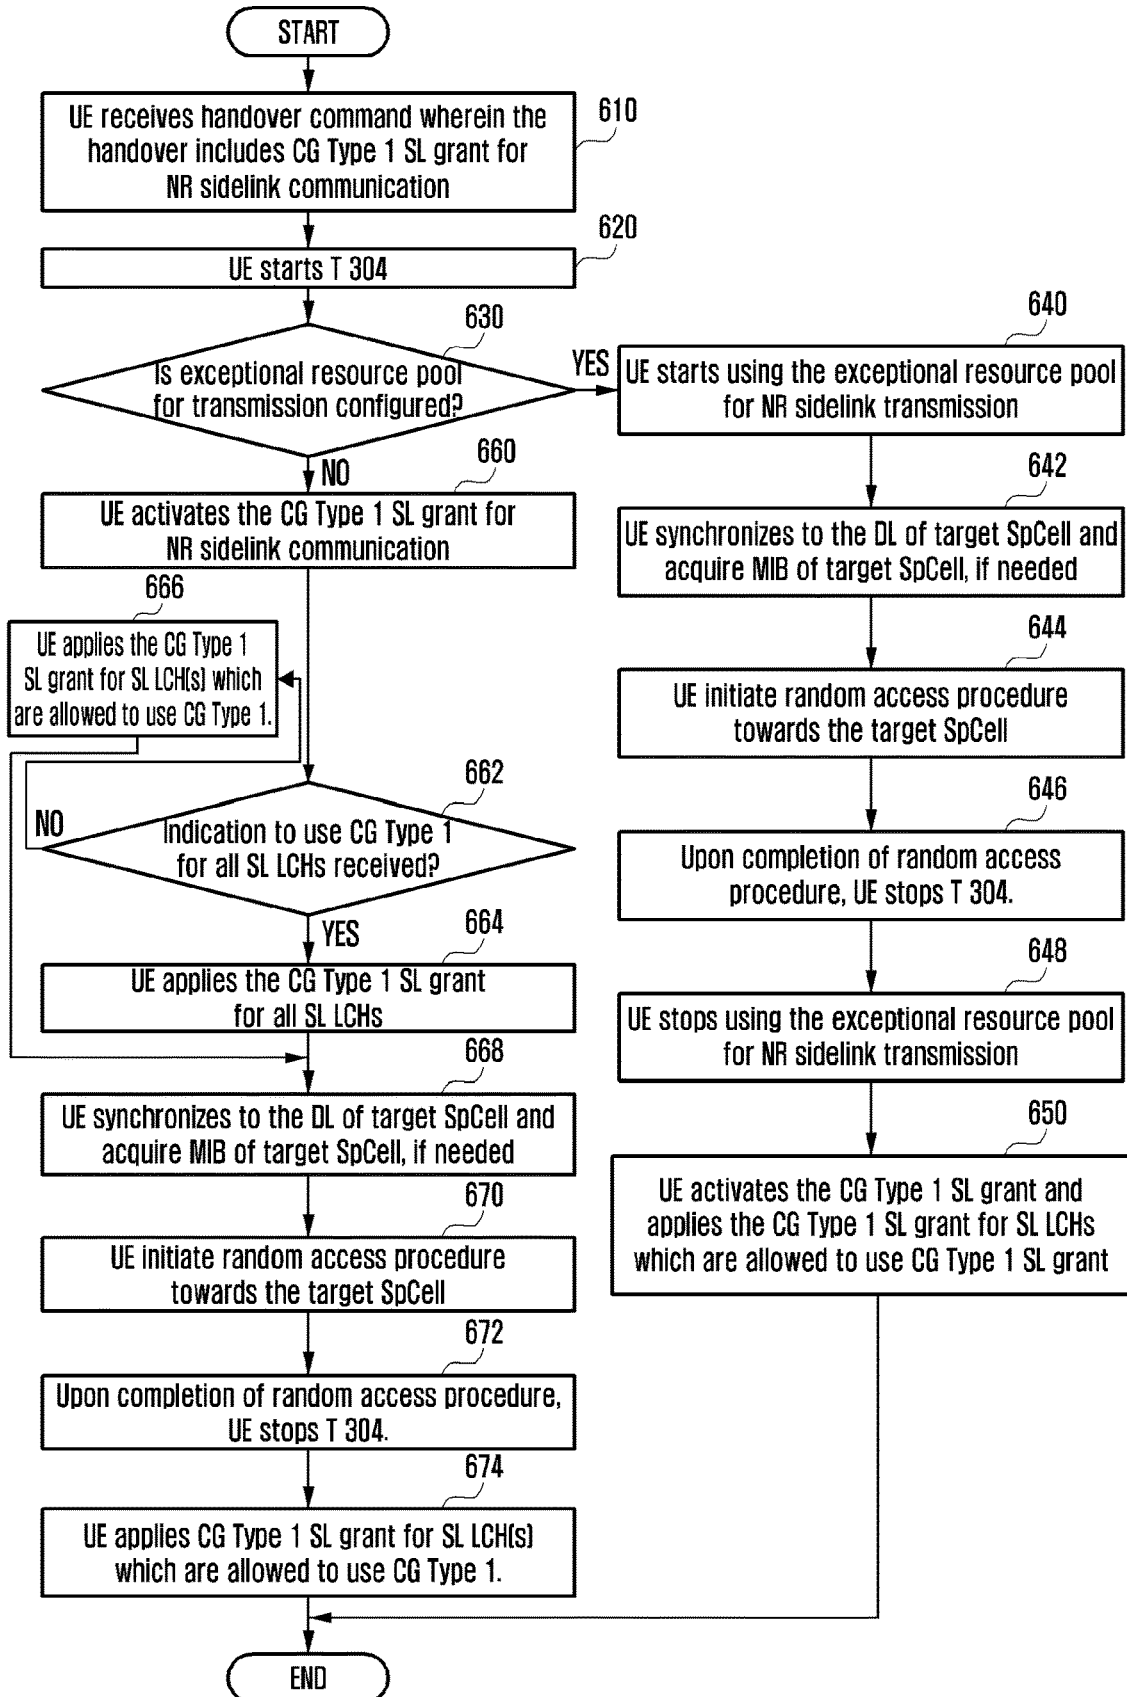 START
UE receives handover command wherein the
handover includes CG Type 1 SL grant for
NR sidelink communication
610
620
UE starts T 304
630
Is exceptional resource pool
for transmission configured?
YES
NO
640
UE starts using the exceptional resource pool
for NR sidelink transmission
642
UE synchronizes to the DL of target SpCell and
acquire MIB of target SpCell, if needed
644
UE initiate random access procedure
towards the target SpCell
646
Upon completion of random access
procedure, UE stops T 304.
648
UE stops using the exceptional resource pool
for NR sidelink transmission
650
UE activates the CG Type 1 SL grant and
applies the CG Type 1 SL grant for SL LCHs
which are allowed to use CG Type 1 SL grant
660
UE activates the CG Type 1 SL grant for
NR sidelink communication
666
UE applies the CG Type 1
SL grant for SL LCH(s) which
are allowed to use CG Type 1.
662
NO
Indication to use CG Type 1
for all SL LCHs received?
YES
664
UE applies the CG Type 1 SL grant
for all SL LCHs
668
UE synchronizes to the DL of target SpCell and
acquire MIB of target SpCell, if needed
670
UE initiate random access procedure
towards the target SpCell
672
Upon completion of random access procedure,
UE stops T 304.
674
UE applies CG Type 1 SL grant for SL LCH(s)
which are allowed to use CG Type 1.
END